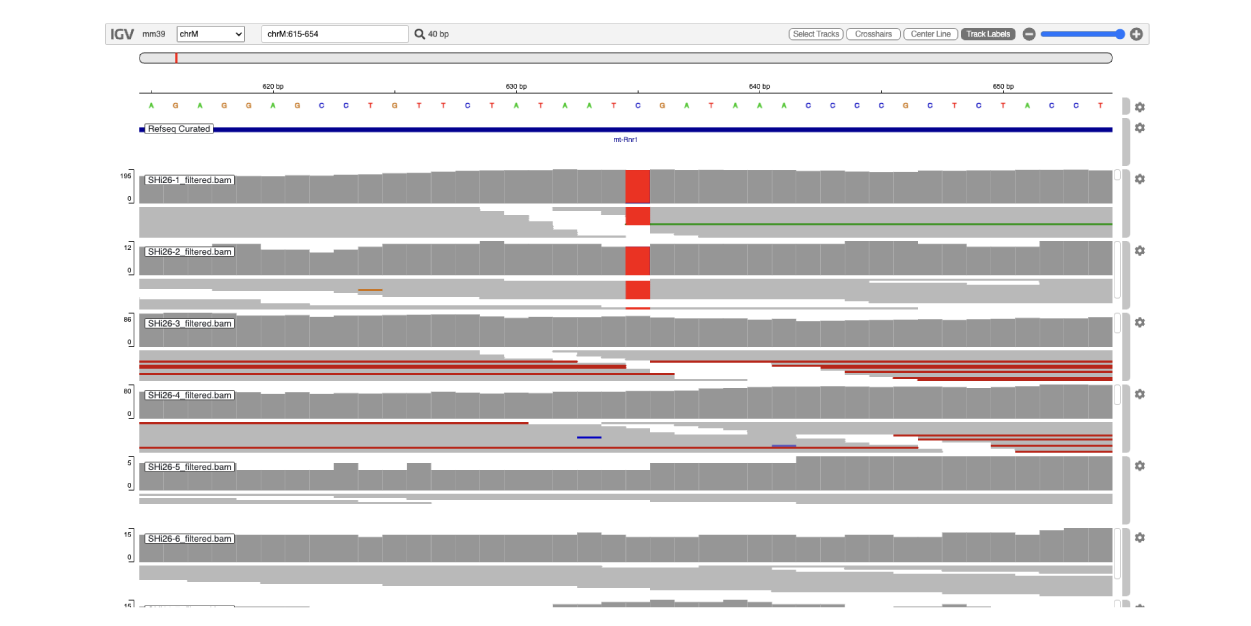 IGV mm39 chrM chrM:615-654 40 bp Select Tracks Crosshairs Center Line Track Labels
620 bp 630 bp 640 bp 650 bp
A G A G G A G C C T G T T C T A T A A T C G A T A A A C C C C G C T C T A C C T
Refseq Curated
mt-Rnr1
195
SHi26-1_filtered.bam
0
12
SHi26-2_filtered.bam
0
86
SHi26-3_filtered.bam
0
80
SHi26-4_filtered.bam
0
5
SHi26-5_filtered.bam
0
15
SHi26-6_filtered.bam
0
15